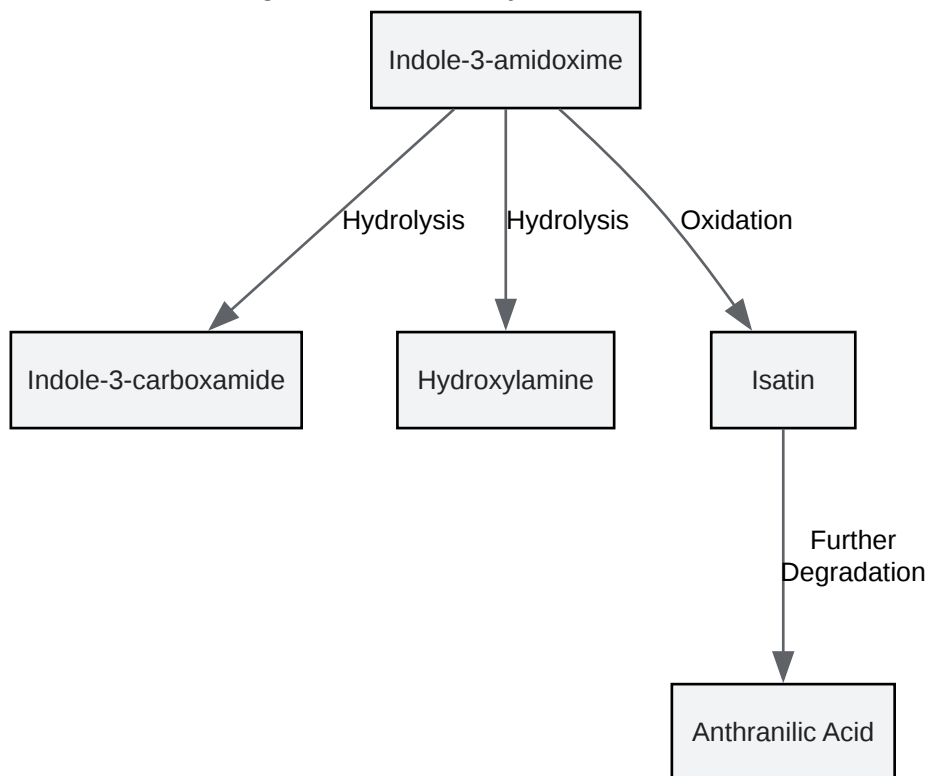 Indole-3-amidoxime
Hydrolysis
Hydrolysis
Oxidation
Indole-3-carboxamide
Hydroxylamine
Isatin
Further
Degradation
Anthranilic Acid